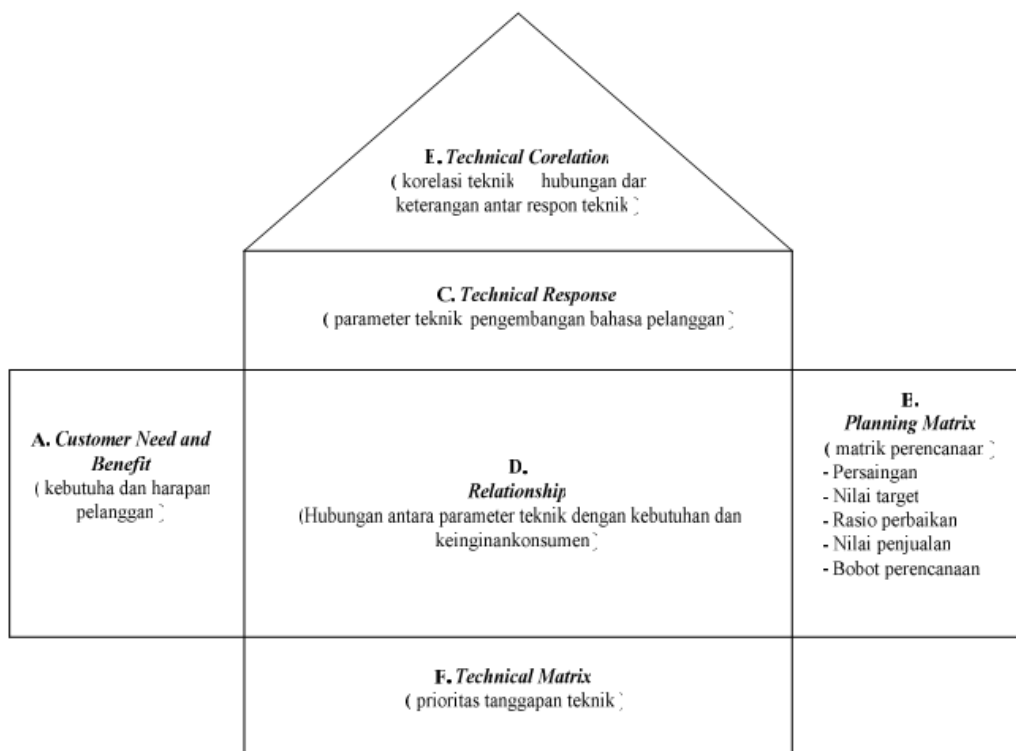 E. Technical Corelation
( korelasi teknik hubungan dan
keterangan antar respon teknik )
C. Technical Response
( parameter teknik pengembangan bahasa pelanggan )
A. Customer Need and
Benefit
( kebutuha dan harapan
pelanggan )
D.
Relationship
(Hubungan antara parameter teknik dengan kebutuhan dan
keinginankonsumen )
B.
Planning Matrix
( matrik perencanaan )
- Persaingan
- Nilai target
- Rasio perbaikan
- Nilai penjualan
- Bobot perencanaan
F. Technical Matrix
( prioritas tanggapan teknik )